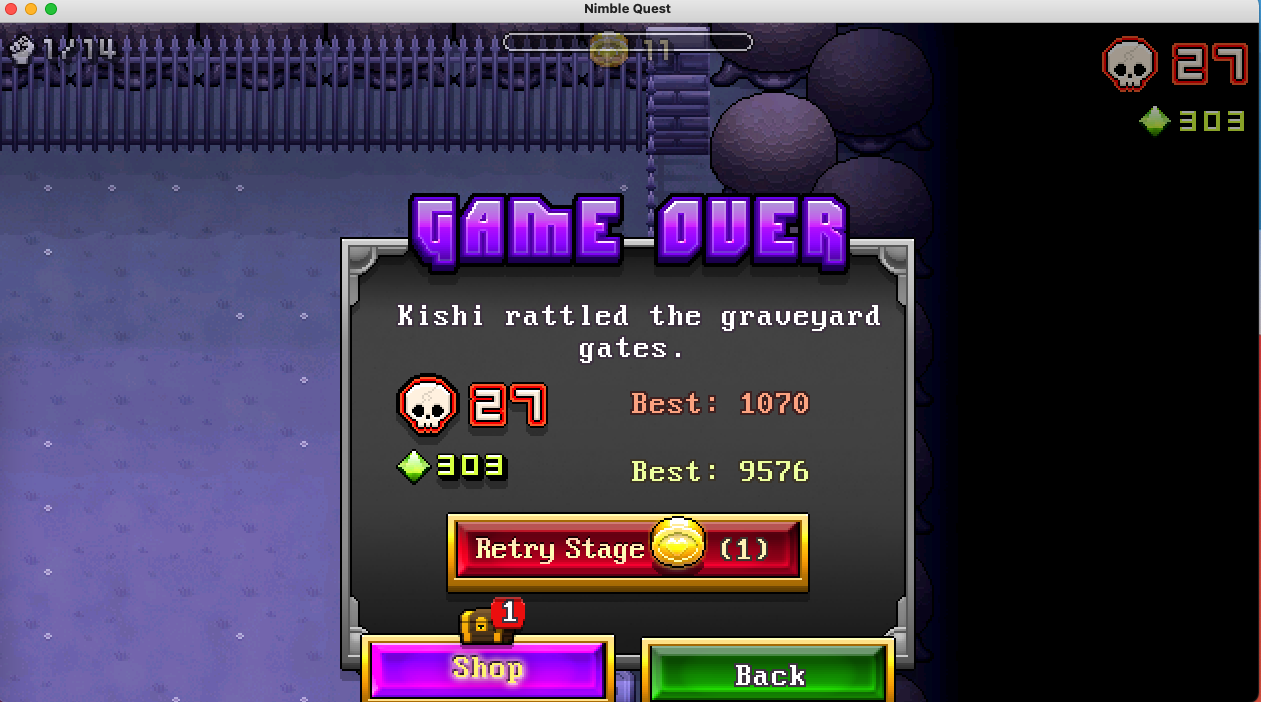 Nimble Quest
1/14
11
27
303
GAME OVER
Kishi rattled the graveyard
gates.
27
Best: 1070
303
Best: 9576
Retry Stage (1)
1
Shop
Back